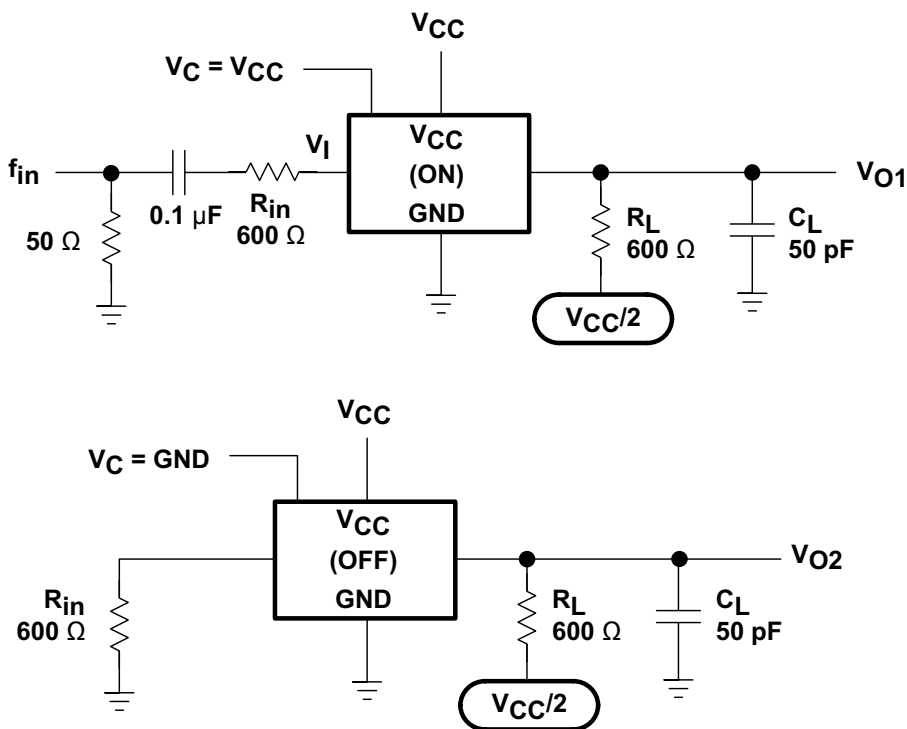 VCC
VC = VCC
VI
VCC
(ON)
GND
fin
50 Ω
0.1 µF
Rin
600 Ω
RL
600 Ω
VCC/2
CL
50 pF
VO1
VCC
VC = GND
VCC
(OFF)
GND
Rin
600 Ω
RL
600 Ω
VCC/2
CL
50 pF
VO2